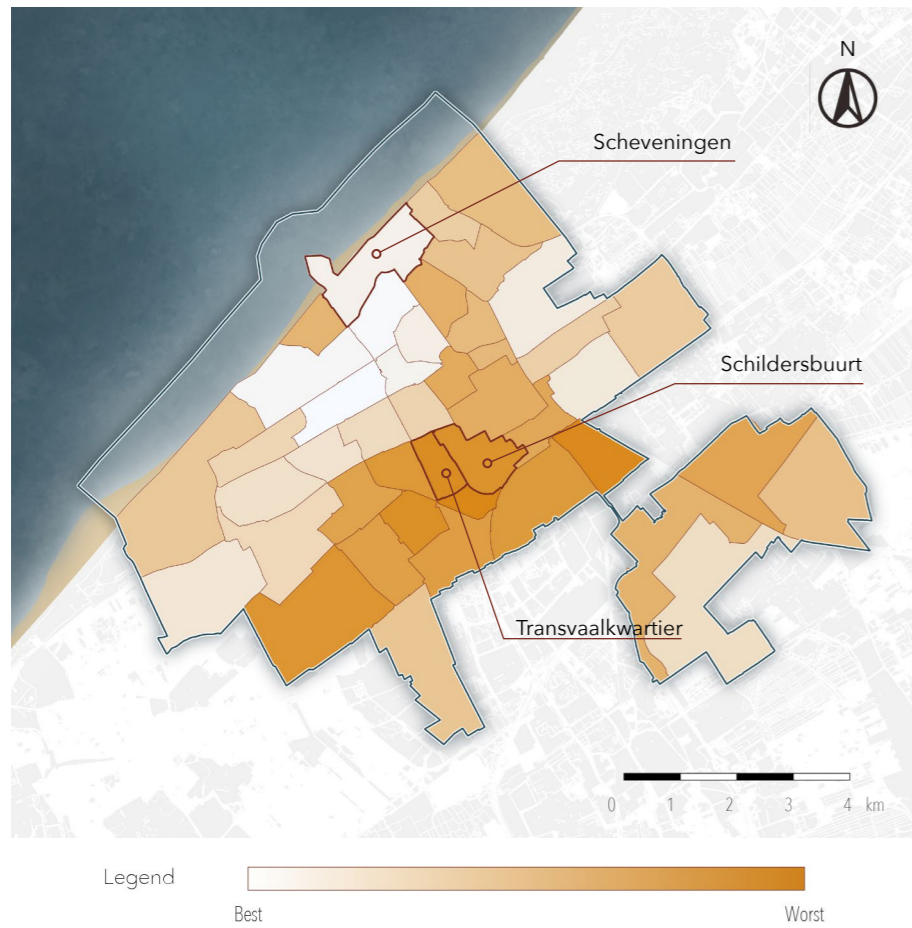 N
Scheveningen
Schildersbuurt
Transvaalkwartier
0 1 2 3 4 km
Legend
Best Worst